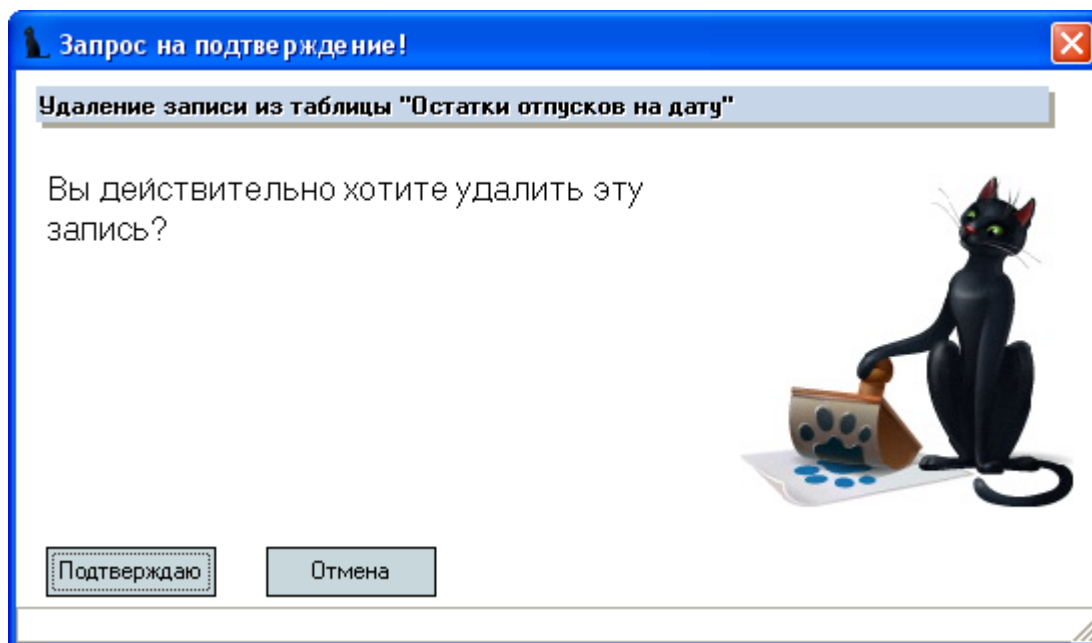 Запрос на подтверждение!
Удаление записи из таблицы "Остатки отпусков на дату"
Вы действительно хотите удалить эту
запись?
Подтверждаю
Отмена